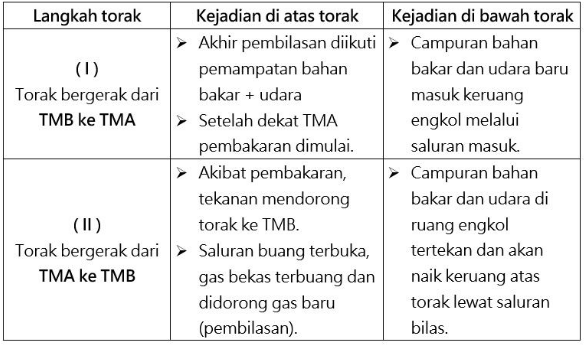 Langkah torak
Kejadian di atas torak
Kejadian di bawah torak
( I )
Torak bergerak dari
TMB ke TMA
➢ Akhir pembilasan diikuti
pemampatan bahan
bakar + udara
➢ Setelah dekat TMA
pembakaran dimulai.
➢ Campuran bahan
bakar dan udara baru
masuk keruang
engkol melalui
saluran masuk.
( II )
Torak bergerak dari
TMA ke TMB
➢ Akibat pembakaran,
tekanan mendorong
torak ke TMB.
➢ Saluran buang terbuka,
gas bekas terbuang dan
didorong gas baru
(pembilasan).
➢ Campuran bahan
bakar dan udara di
ruang engkol
tertekan dan akan
naik keruang atas
torak lewat saluran
bilas.